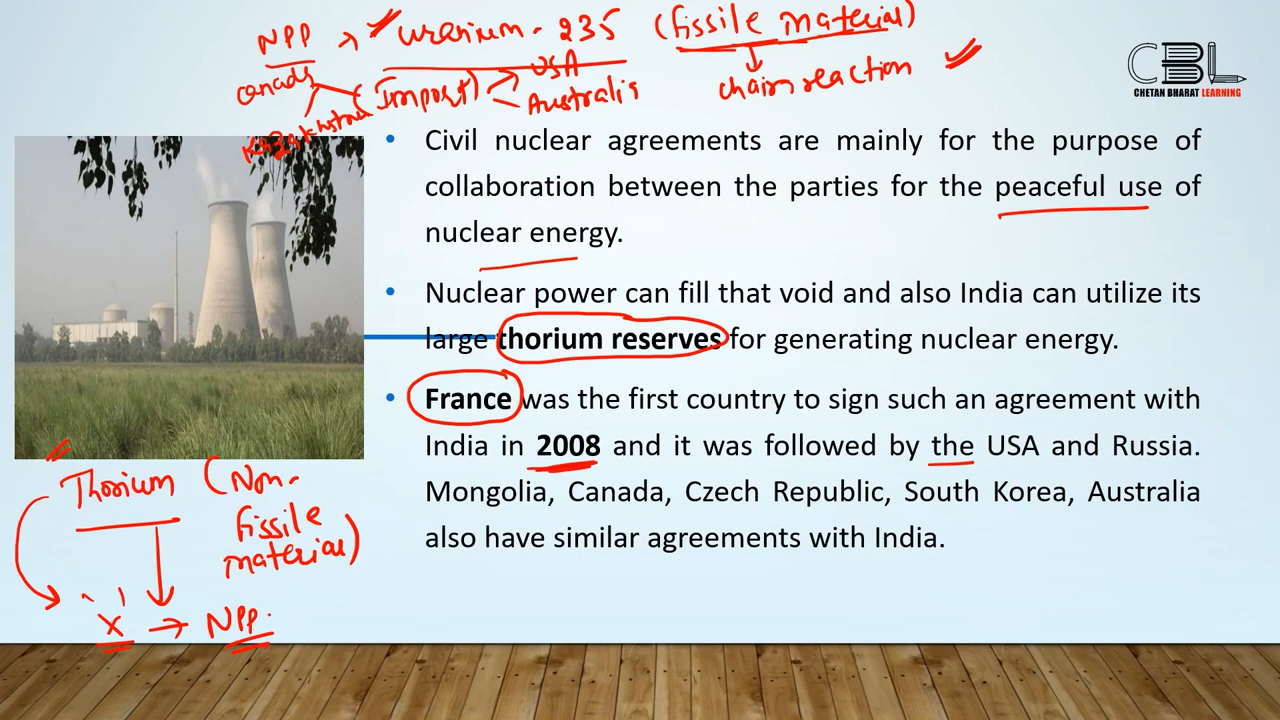 NPP → Uranium - 235 (fissile material)
Canada (Import) → USA
Australia
chain reaction
CBL
CHETAN BHARAT LEARNING
• Civil nuclear agreements are mainly for the purpose of
collaboration between the parties for the peaceful use of
nuclear energy.
• Nuclear power can fill that void and also India can utilize its
large thorium reserves for generating nuclear energy.
• France was the first country to sign such an agreement with
India in 2008 and it was followed by the USA and Russia.
Mongolia, Canada, Czech Republic, South Korea, Australia
also have similar agreements with India.
Thorium (Non-
fissile
material)
X → NPP.